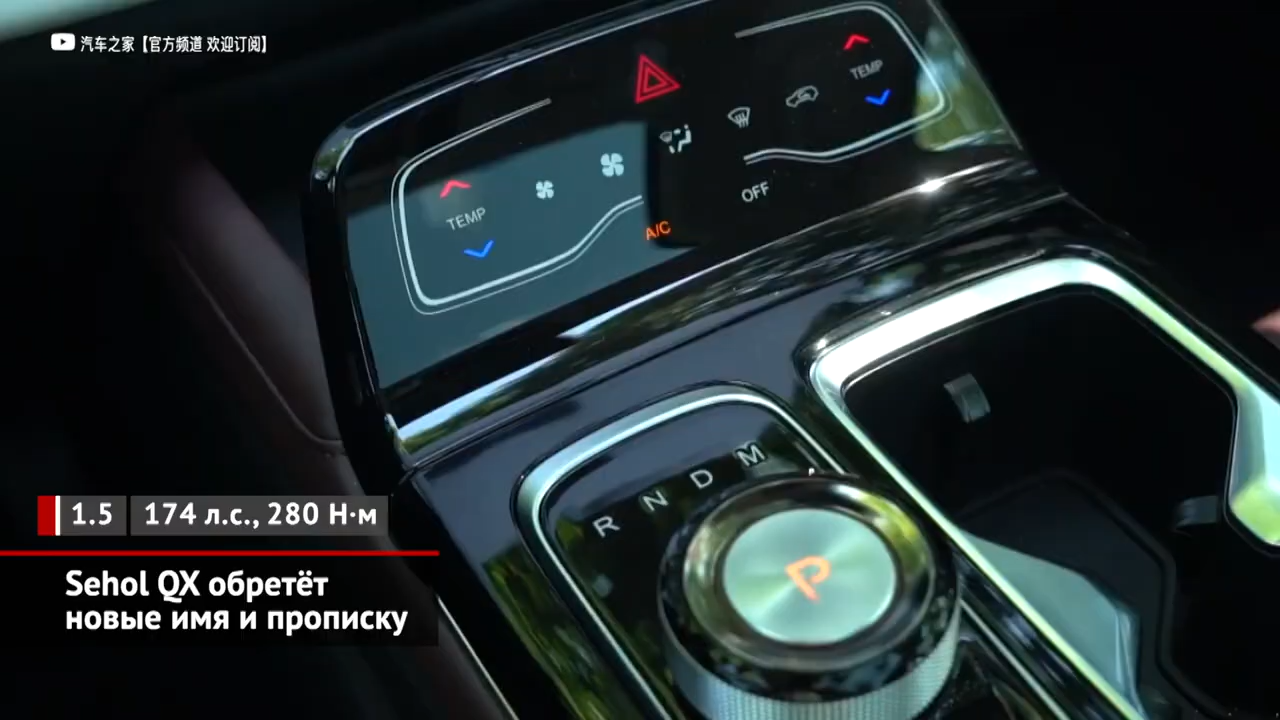 汽车之家【官方频道 欢迎订阅】
TEMP
TEMP
OFF
A/C
R N D M
P
1.5 174 л.с., 280 Н·м
Sehol QX обретёт
новые имя и прописку